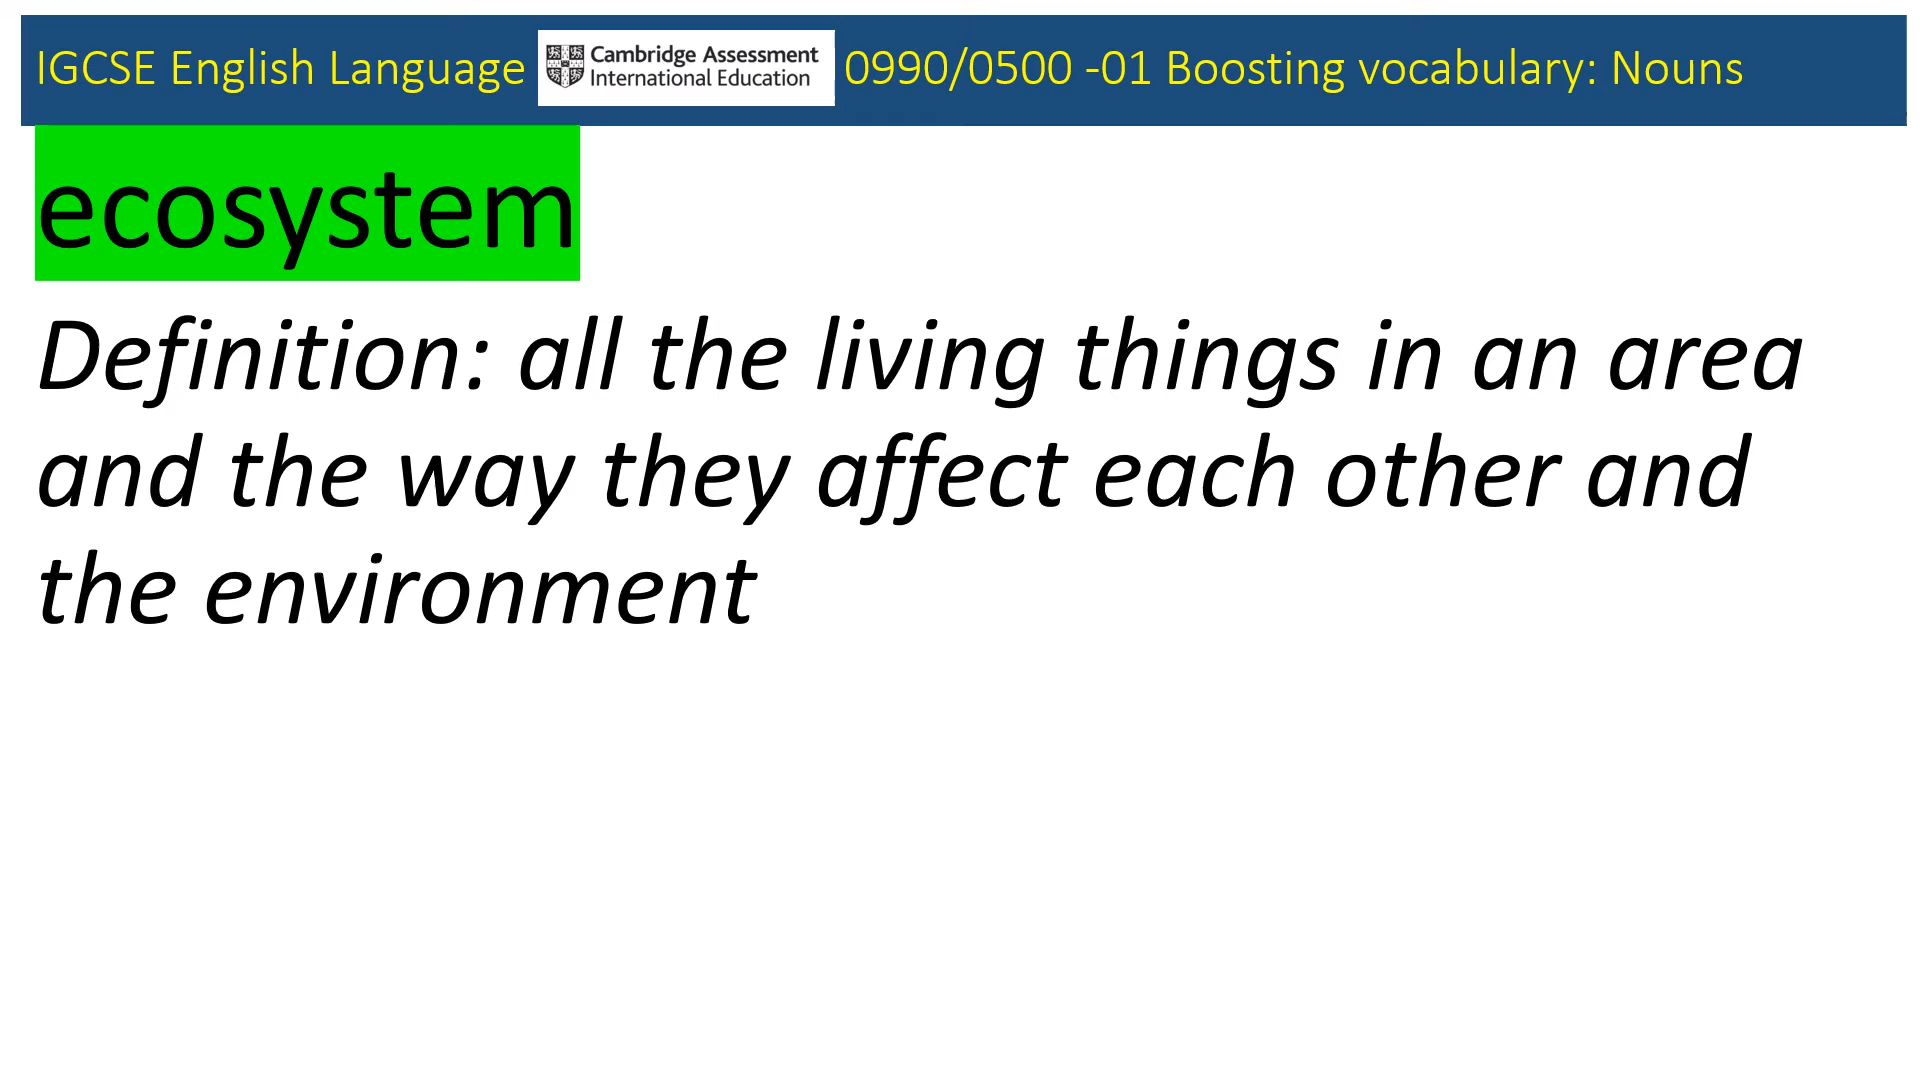 IGCSE English Language Cambridge Assessment International Education 0990/0500 -01 Boosting vocabulary: Nouns
ecosystem
Definition: all the living things in an area
and the way they affect each other and
the environment